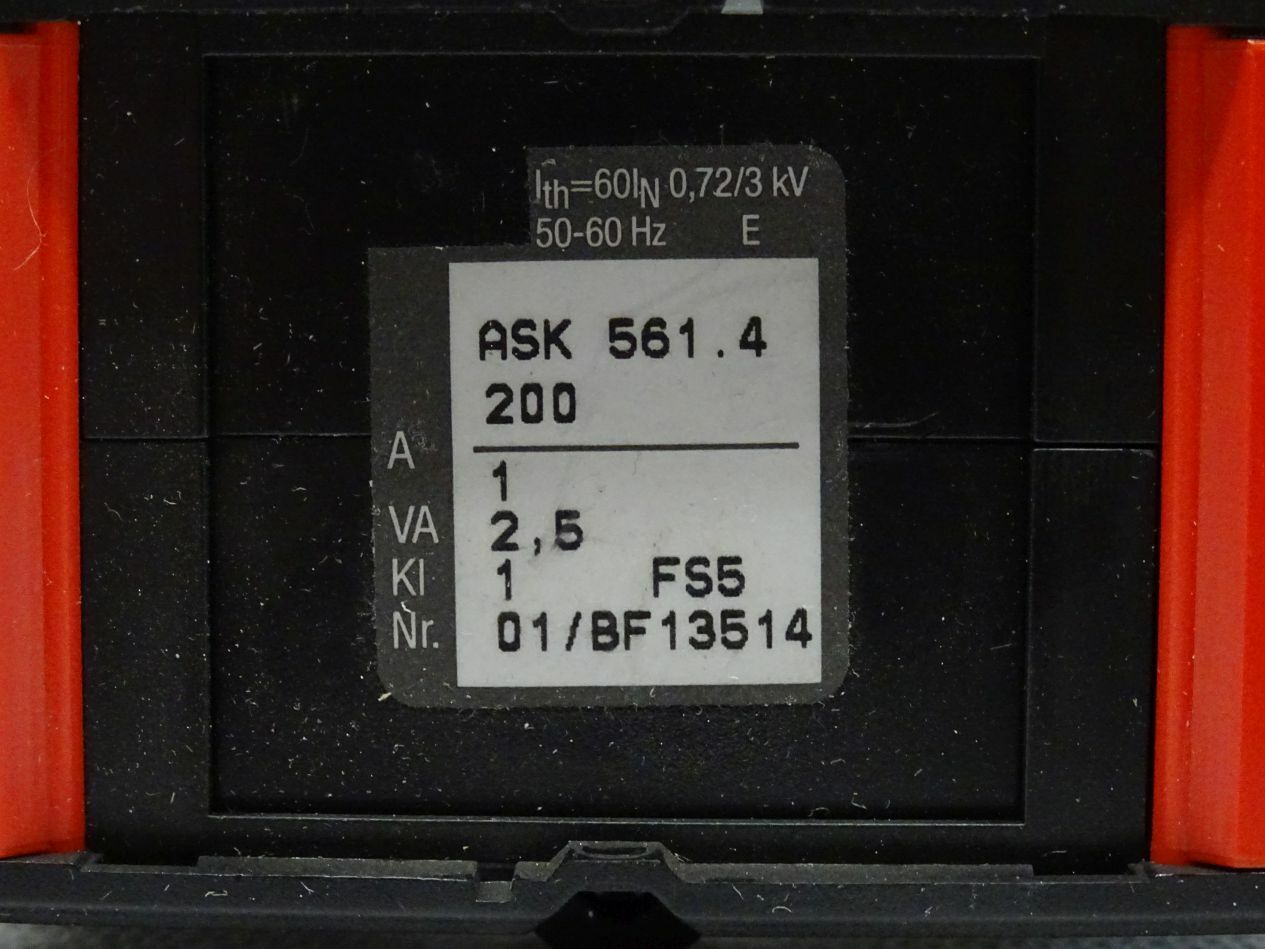 Ith=60IN 0,72/3 kV
50-60 Hz E
ASK 561.4
200
A 1
VA 2,5
Kl 1 FS5
Nr. 01/BF13514